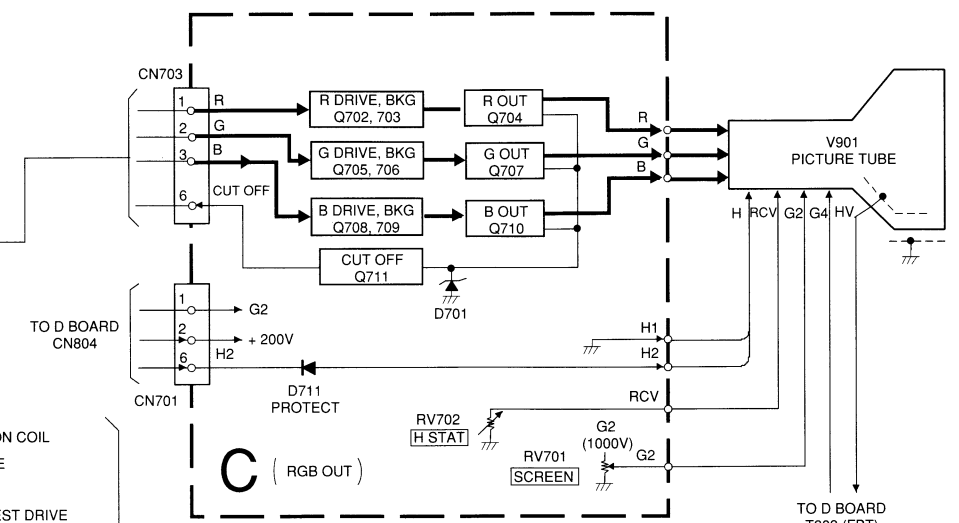 CN703
1 R
2 G
3 B
6 CUT OFF
R DRIVE, BKG
Q702, 703
R OUT
Q704
G DRIVE, BKG
Q705, 706
G OUT
Q707
B DRIVE, BKG
Q708, 709
B OUT
Q710
CUT OFF
Q711
D701
R
G
B
V901
PICTURE TUBE
H RCV G2 G4 HV
TO D BOARD
CN804
1 G2
2 + 200V
6 H2
CN701
D711
PROTECT
H1
H2
RCV
RV702
H STAT
G2
(1000V)
RV701
SCREEN
G2
C ( RGB OUT )
ON COIL
E
EST DRIVE
TO D BOARD
(FBT)